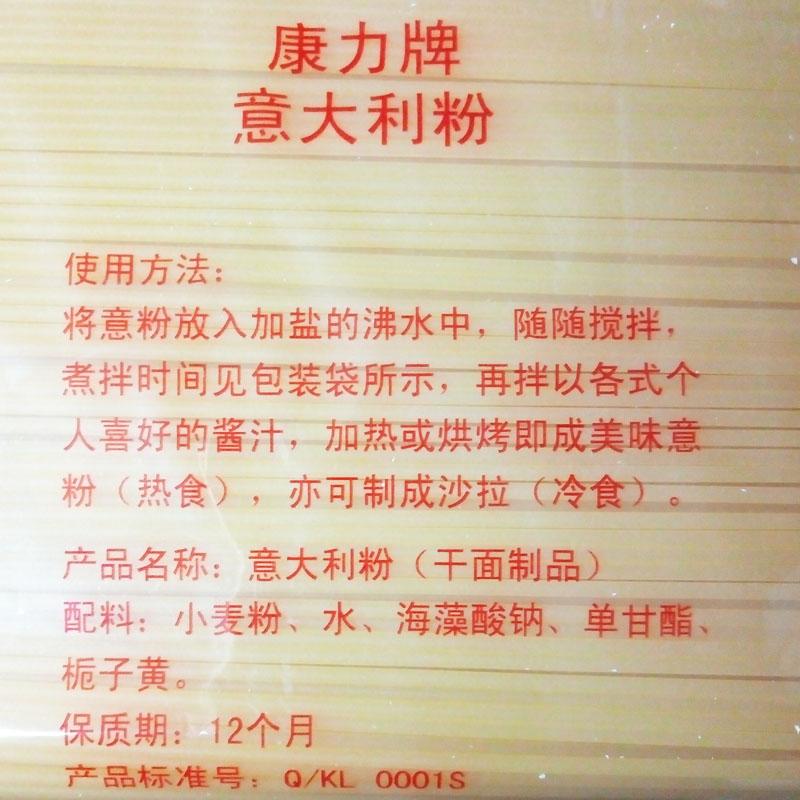 康力牌
意大利粉
使用方法：
将意粉放入加盐的沸水中，随随搅拌，
煮拌时间见包装袋所示，再拌以各式个
人喜好的酱汁，加热或烘烤即成美味意
粉（热食），亦可制成沙拉（冷食）。
产品名称：意大利粉（干面制品）
配料：小麦粉、水、海藻酸钠、单甘酯、
栀子黄。
保质期：12个月
产品标准号：Q/KL 0001S